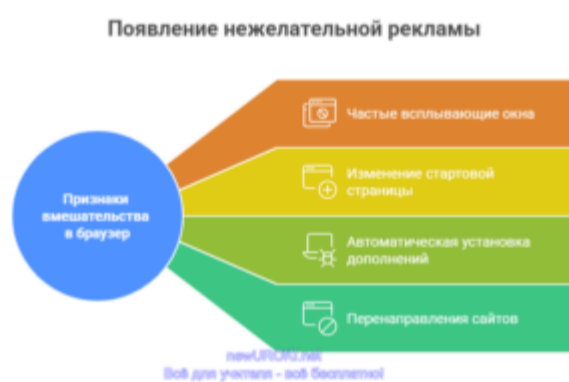 Появление нежелательной рекламы
Частые всплывающие окна
Изменение стартовой
страницы
Признаки
вмешательства
в браузер
Автоматическая установка
дополнений
Перенаправления сайтов
newUROKI.net
Всё для учителя - всё бесплатно!